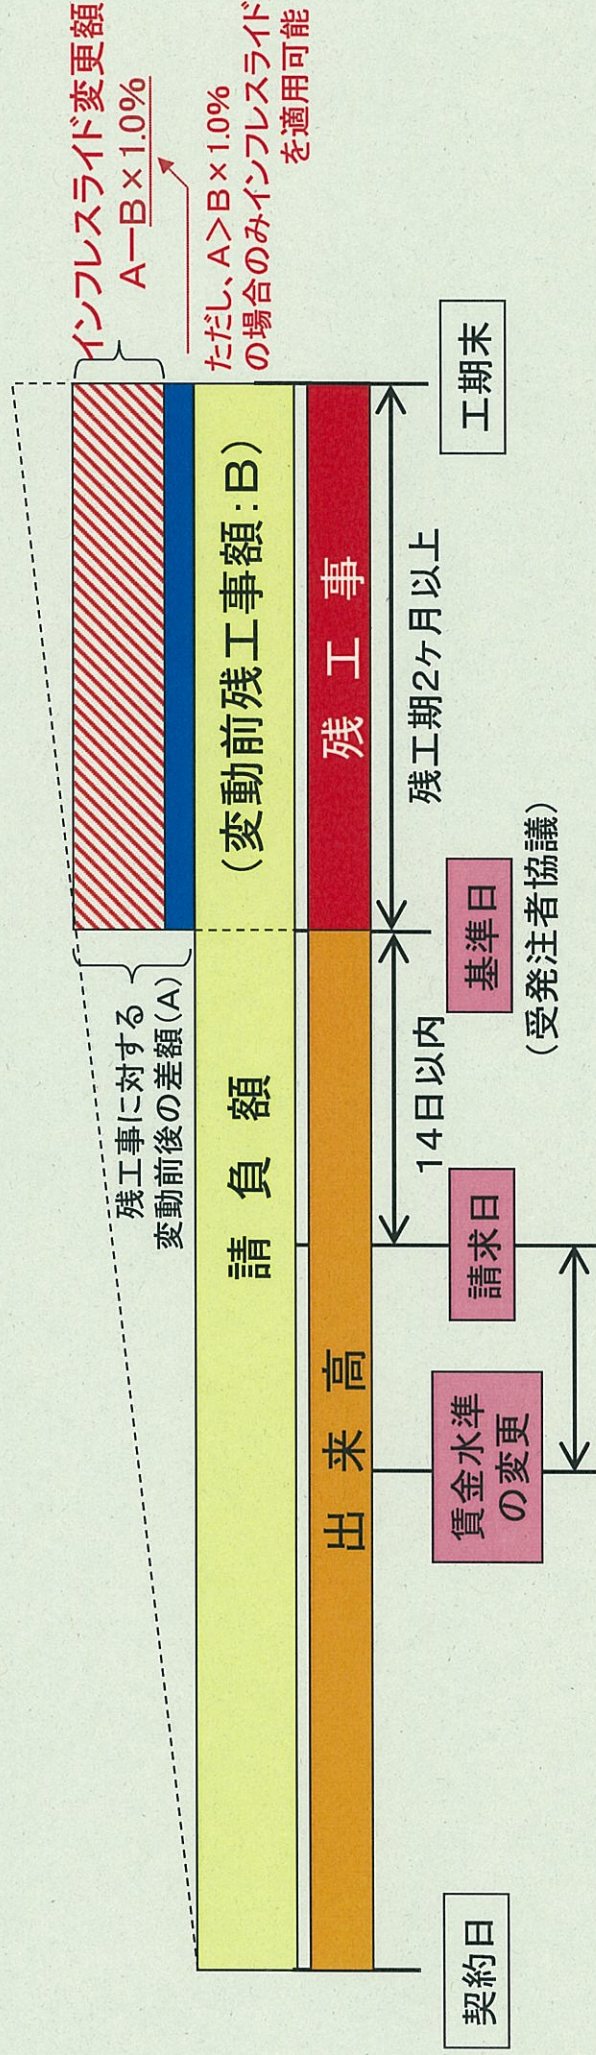 インフレスライド変更額
A－B×1.0%
ただし、A＞B×1.0%
の場合のみインフレスライド
を適用可能
残工事に対する
変動前後の差額(A)
請負額
(変動前残工事額：B)
出来高
残工事
14日以内
残工期2ヶ月以上
契約日
賃金水準
の変更
請求日
基準日
(受発注者協議)
工期末